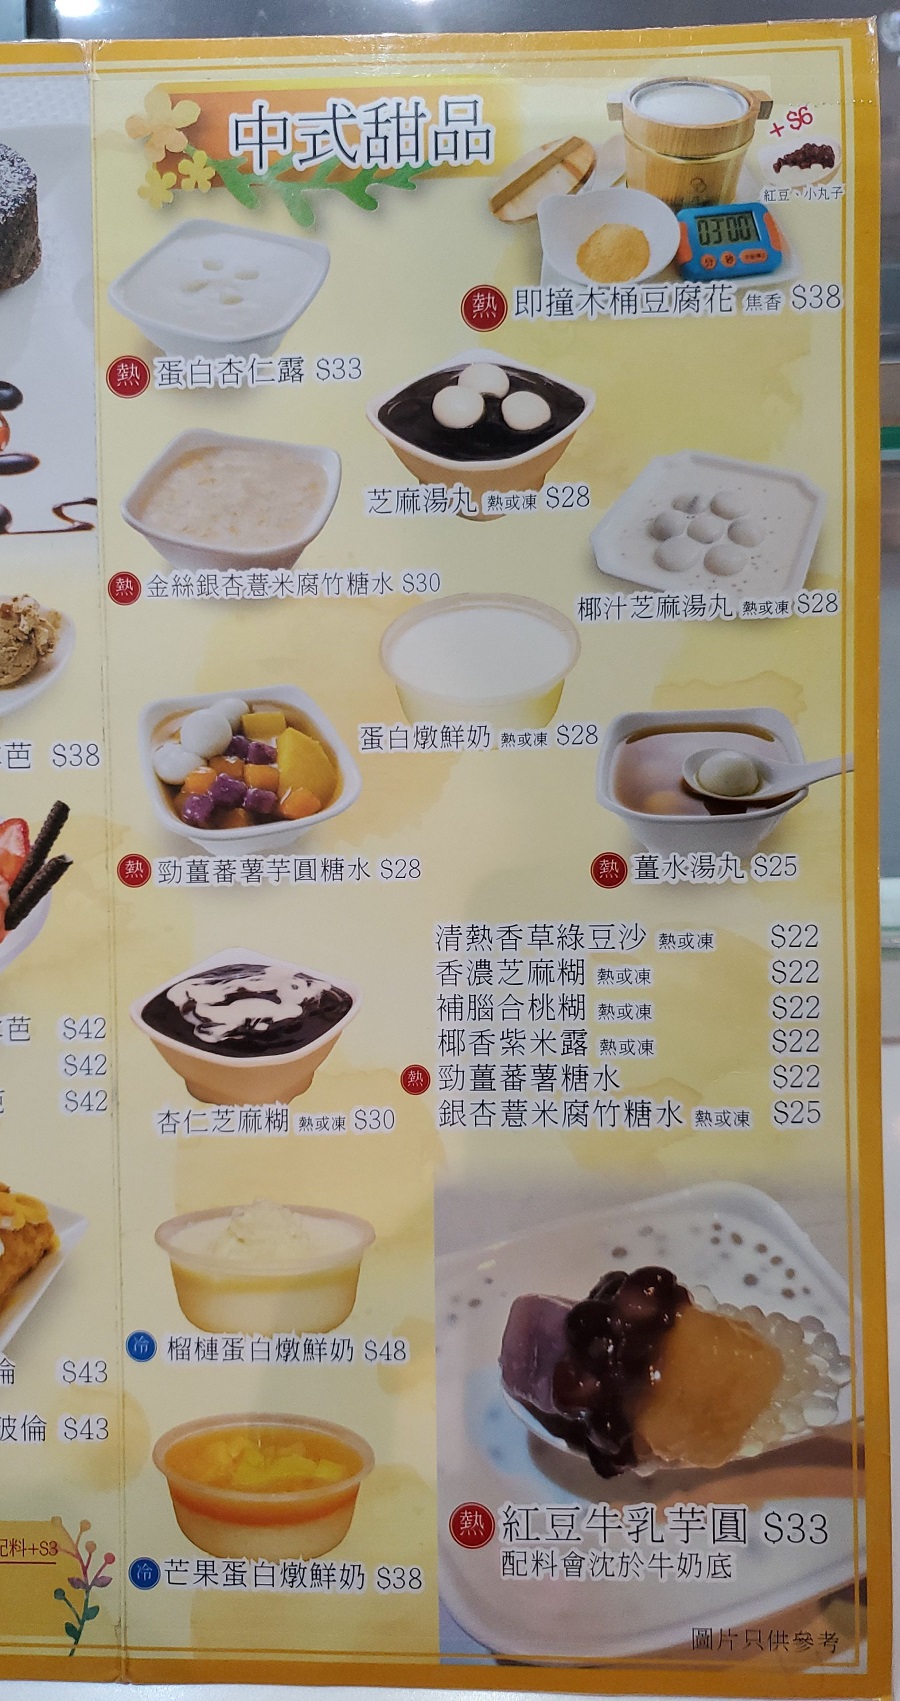 中式甜品
+$6
紅豆、小丸子
03:00
熱 即撞木桶豆腐花 焦香 $38
熱 蛋白杏仁露 $33
芝麻湯丸 熱或凍 $28
熱 金絲銀杏薏米腐竹糖水 $30
椰汁芝麻湯丸 熱或凍 $28
蛋白燉鮮奶 熱或凍 $28
熱 勁薑蕃薯芋圓糖水 $28
熱 薑水湯丸 $25
清熱香草綠豆沙 熱或凍 $22
香濃芝麻糊 熱或凍 $22
補腦合桃糊 熱或凍 $22
椰香紫米露 熱或凍 $22
熱 勁薑蕃薯糖水 $22
銀杏薏米腐竹糖水 熱或凍 $25
杏仁芝麻糊 熱或凍 $30
冷 榴槤蛋白燉鮮奶 $48
冷 芒果蛋白燉鮮奶 $38
熱 紅豆牛乳芋圓 $33
配料會沈於牛奶底
圖片只供參考
芭 $38
芭 $42
$42
$42
$43
波倫 $43
配料+$3